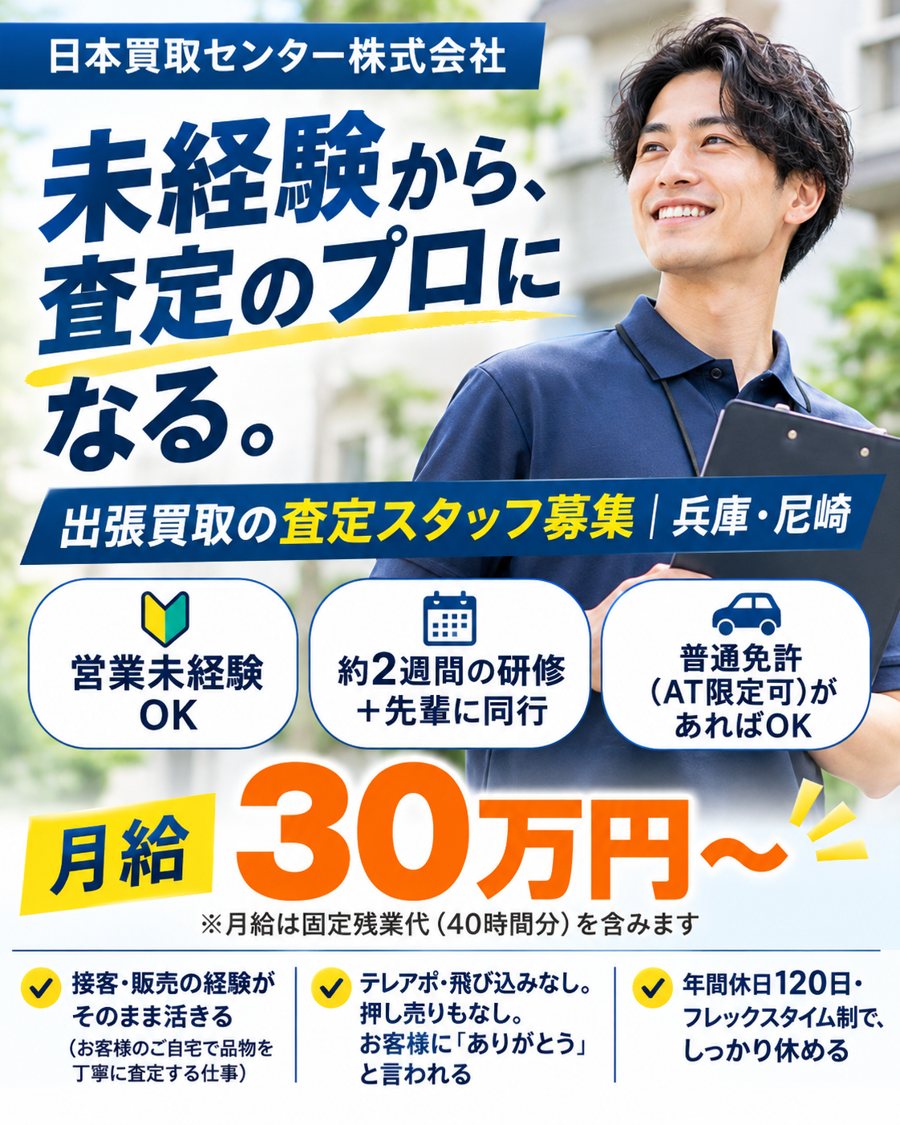 日本買取センター株式会社
未経験から、
査定のプロに
なる。
出張買取の査定スタッフ募集｜兵庫・尼崎
営業未経験
OK
約2週間の研修
＋先輩に同行
普通免許
（AT限定可）が
あればOK
月給 30万円〜
※月給は固定残業代（40時間分）を含みます
接客・販売の経験が
そのまま活きる
（お客様のご自宅で品物を
丁寧に査定する仕事）
テレアポ・飛び込みなし。
押し売りもなし。
お客様に「ありがとう」
と言われる
年間休日120日・
フレックスタイム制で、
しっかり休める